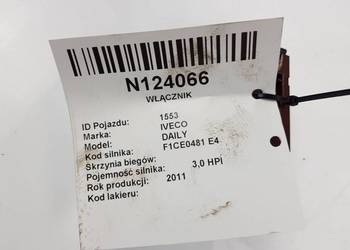 N124066
WŁĄCZNIK
ID Pojazdu: 1553
Marka: IVECO
Model: DAILY
Kod silnika: F1CE0481 E4
Skrzynia biegów:
Pojemność silnika: 3,0 HPi
Rok produkcji: 2011
Kod lakieru: